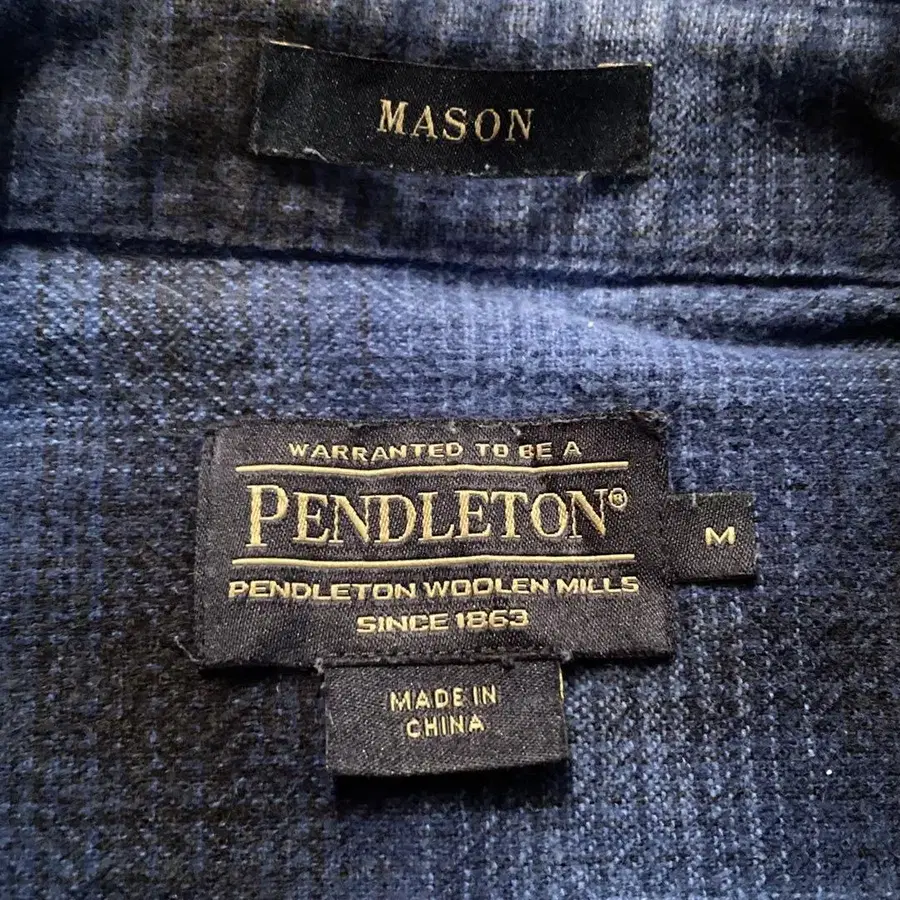 MASON
WARRANTED TO BE A
PENDLETON®
M
PENDLETON WOOLEN MILLS
SINCE 1863
MADE IN
CHINA